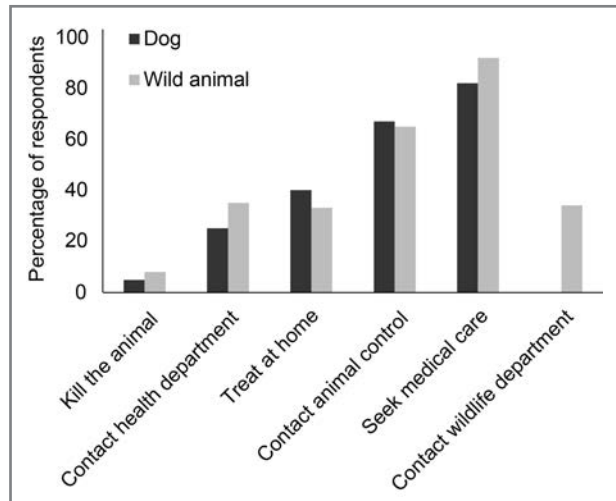 Percentage of respondents
100
80
60
40
20
0
Dog
Wild animal
Kill the animal
Contact health department
Treat at home
Contact animal control
Seek medical care
Contact wildlife department